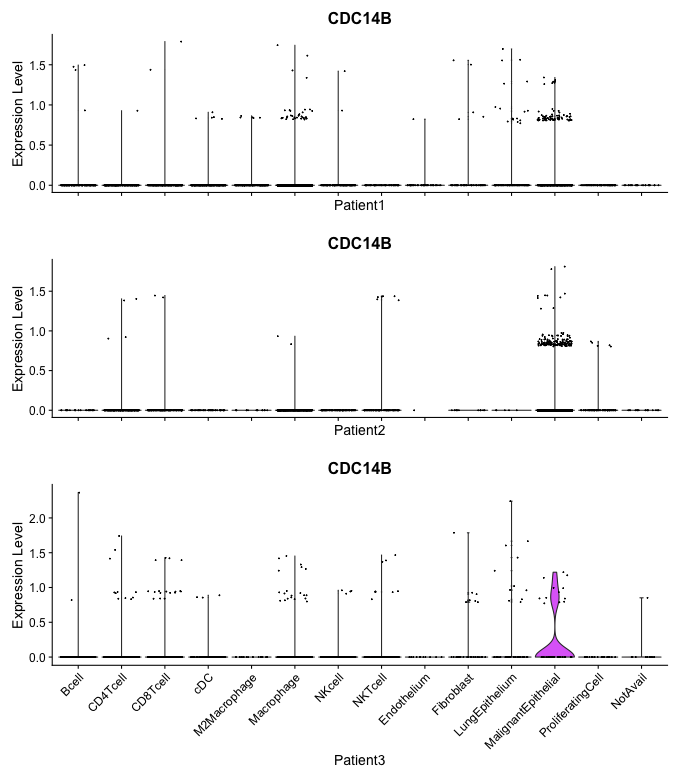 CDC14B
Expression Level
1.5
1.0
0.5
0.0
Patient1
CDC14B
Expression Level
1.5
1.0
0.5
0.0
Patient2
CDC14B
Expression Level
2.0
1.5
1.0
0.5
0.0
Bcell
CD4Tcell
CD8Tcell
cDC
M2Macrophage
Macrophage
NKcell
NKTcell
Endothelium
Fibroblast
LungEpithelium
MalignantEpithelial
ProliferatingCell
NotAvail
Patient3